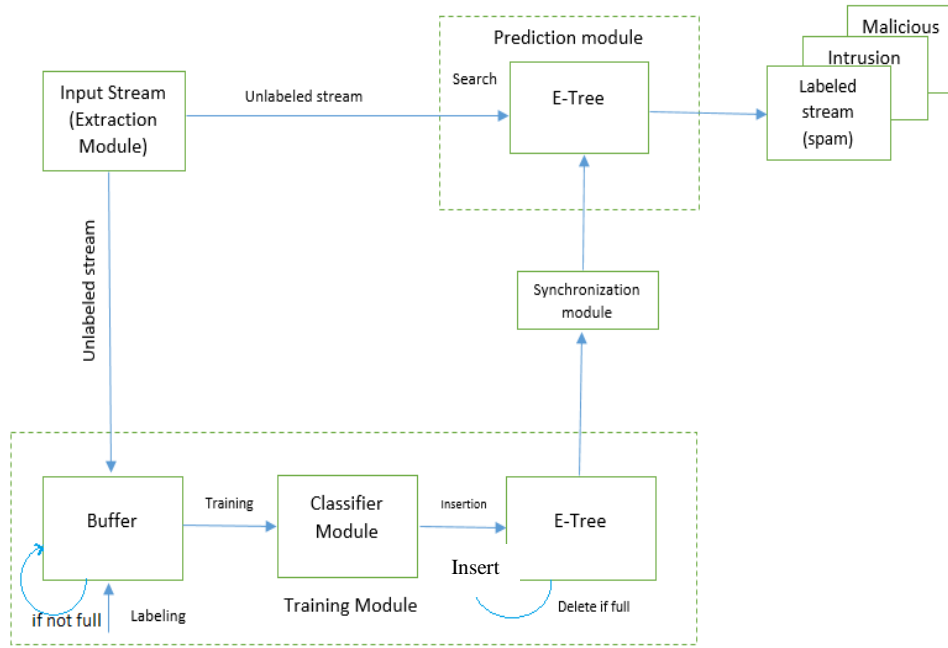 Malicious
Prediction module
Intrusion
Input Stream
(Extraction
Module)
Unlabeled stream
Search
E-Tree
Labeled
stream
(spam)
Unlabeled stream
Synchronization
module
Buffer
Training
Classifier
Module
Insertion
E-Tree
Insert
if not full
Labeling
Training Module
Delete if full